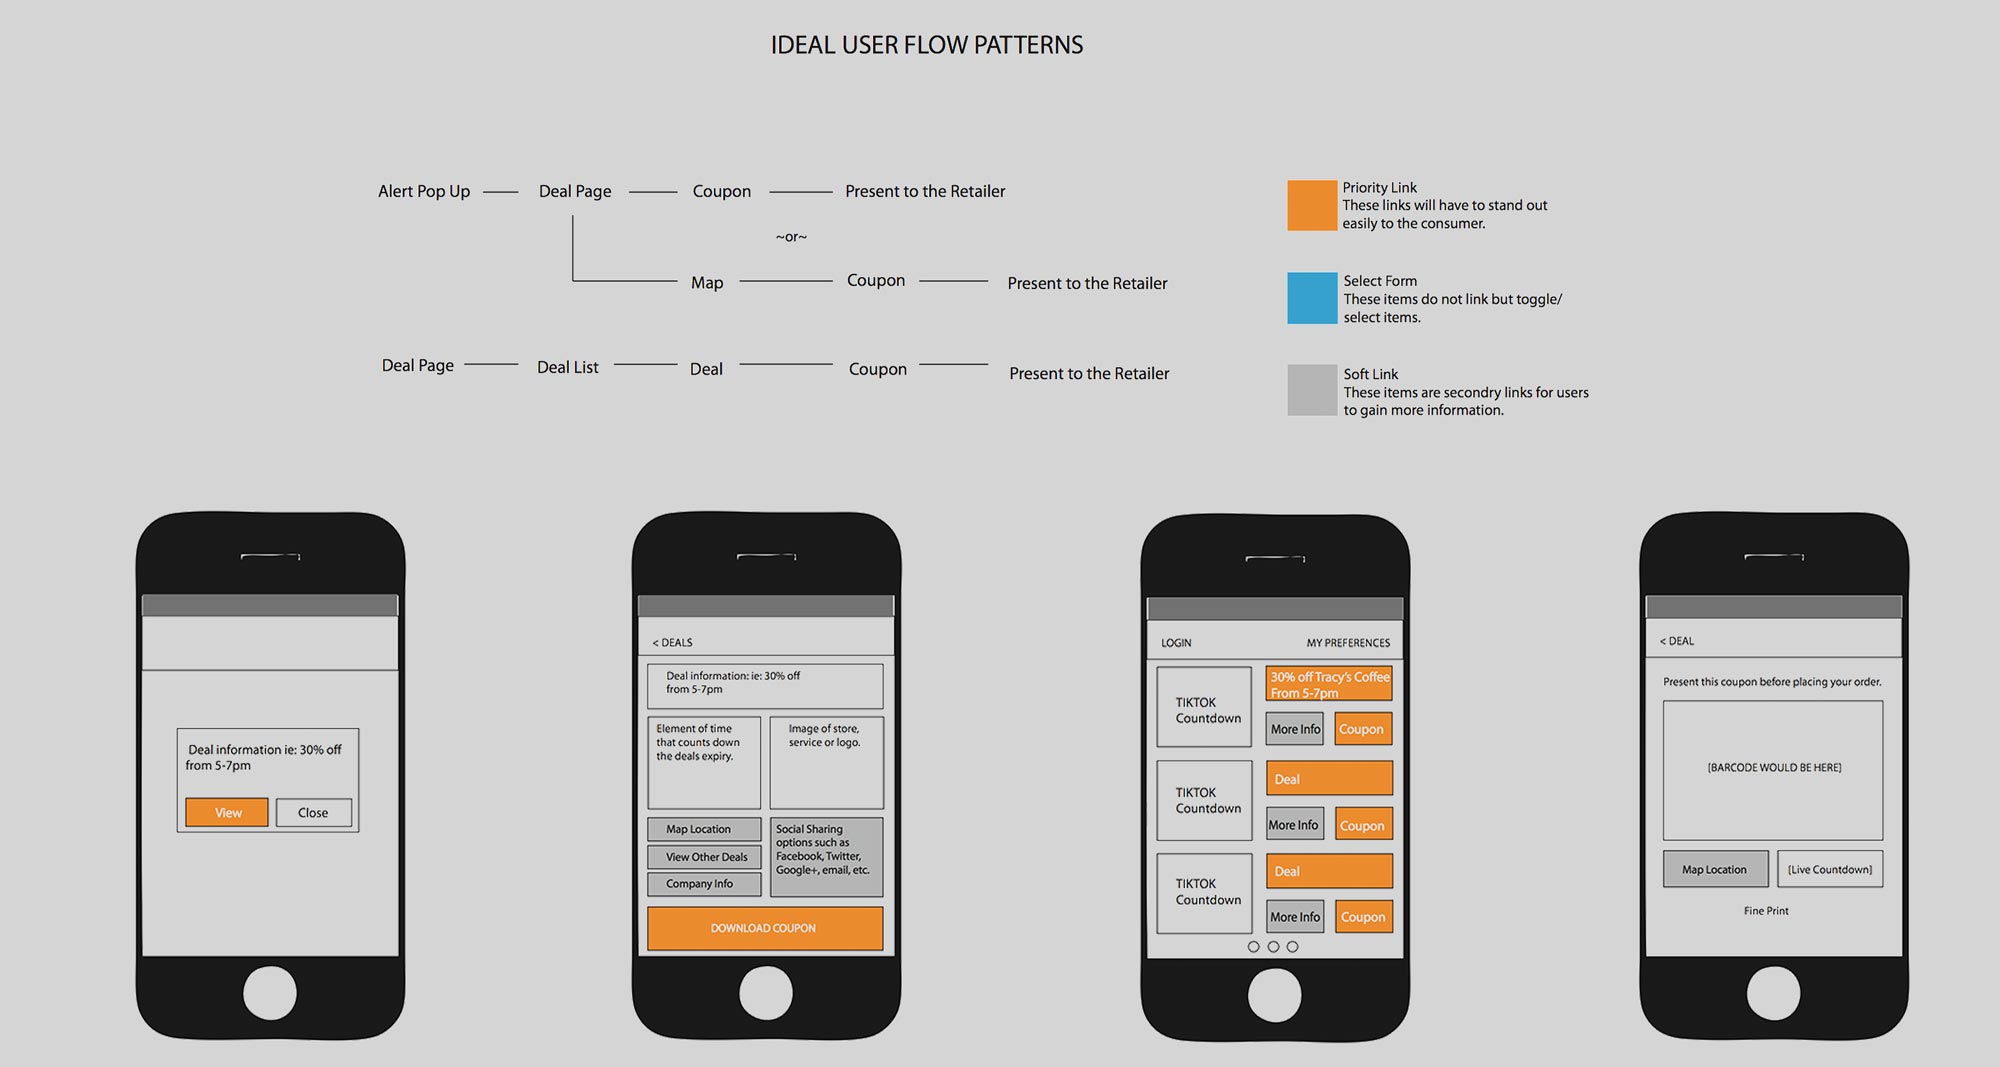 IDEAL USER FLOW PATTERNS
Alert Pop Up
Deal Page
Coupon
Present to the Retailer
~or~
Map
Coupon
Present to the Retailer
Deal Page
Deal List
Deal
Coupon
Present to the Retailer
Priority Link
These links will have to stand out
easily to the consumer.
Select Form
These items do not link but toggle/
select items.
Soft Link
These items are secondry links for users
to gain more information.
Deal information ie: 30% off
from 5-7pm
View
Close
< DEALS
Deal information: ie: 30% off
from 5-7pm
Element of time
that counts down
the deals expiry.
Image of store,
service or logo.
Map Location
View Other Deals
Company Info
Social Sharing
options such as
Facebook, Twitter,
Google+, email, etc.
DOWNLOAD COUPON
LOGIN
MY PREFERENCES
TIKTOK
Countdown
30% off Tracy's Coffee
From 5-7pm
More Info
Coupon
TIKTOK
Countdown
Deal
More Info
Coupon
TIKTOK
Countdown
Deal
More Info
Coupon
< DEAL
Present this coupon before placing your order.
[BARCODE WOULD BE HERE]
Map Location
[Live Countdown]
Fine Print